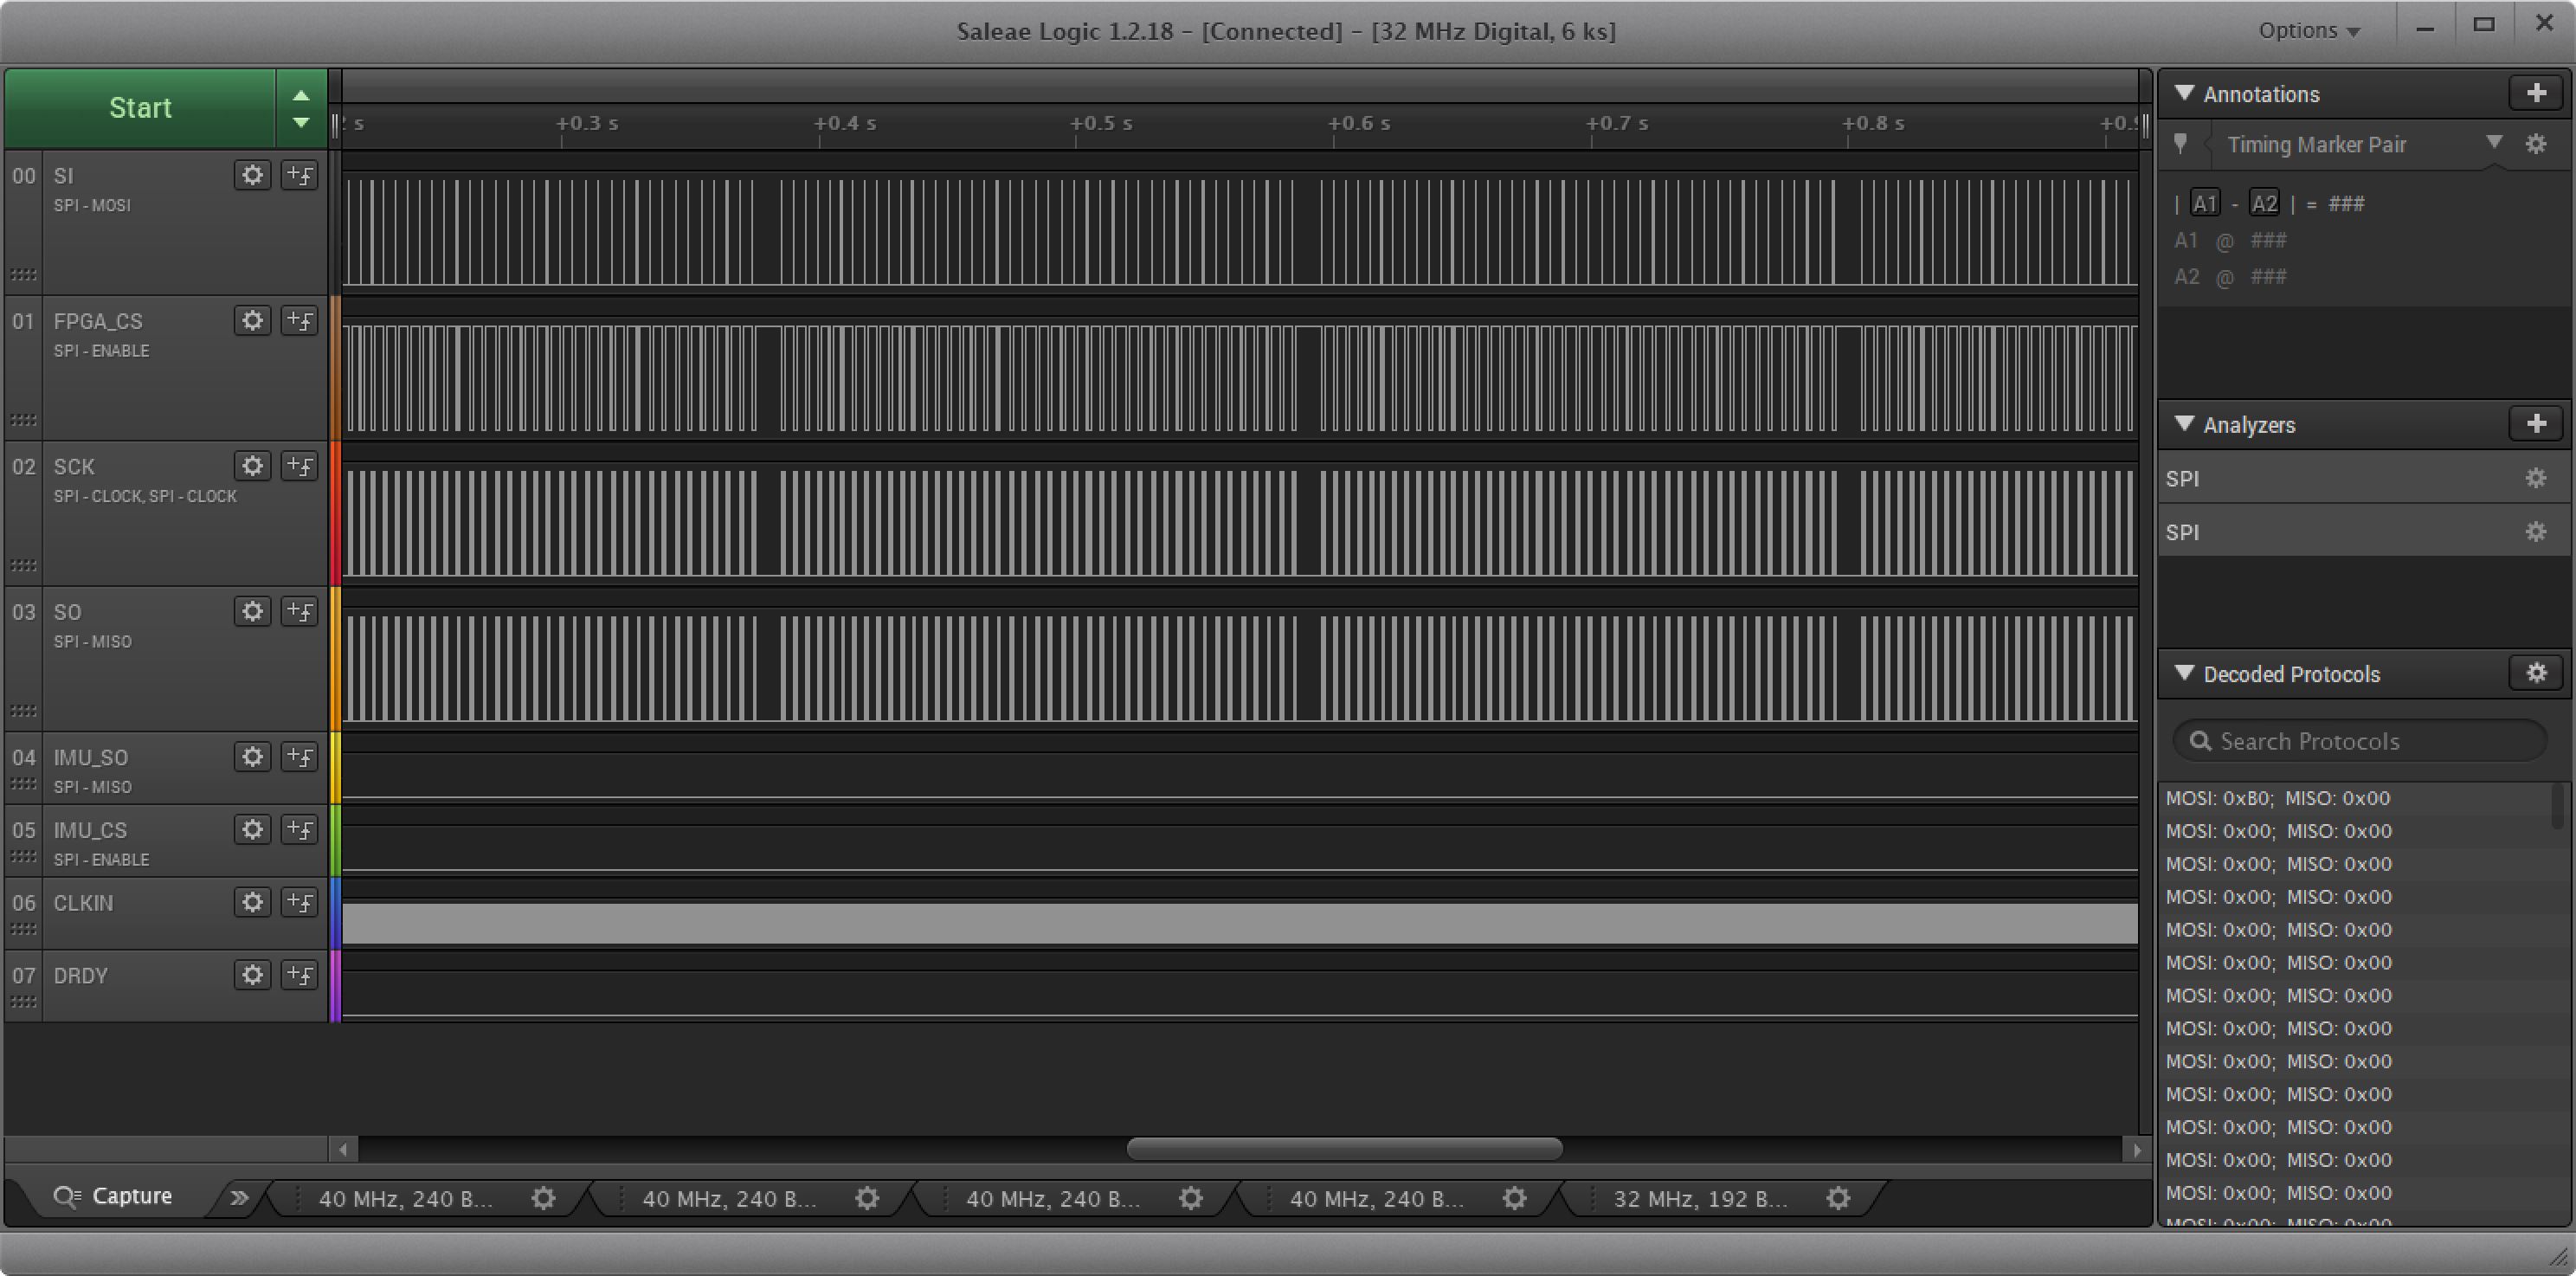 Saleae Logic 1.2.18 - [Connected] - [32 MHz Digital, 6 ks]
Options
Start
+0.3 s +0.4 s +0.5 s +0.6 s +0.7 s +0.8 s
00 SI
SPI - MOSI
01 FPGA_CS
SPI - ENABLE
02 SCK
SPI - CLOCK, SPI - CLOCK
03 SO
SPI - MISO
04 IMU_SO
SPI - MISO
05 IMU_CS
SPI - ENABLE
06 CLKIN
07 DRDY
Capture
40 MHz, 240 B...
40 MHz, 240 B...
40 MHz, 240 B...
40 MHz, 240 B...
32 MHz, 192 B...
Annotations
Timing Marker Pair
| A1 - A2 | = ###
A1 @ ###
A2 @ ###
Analyzers
SPI
SPI
Decoded Protocols
Search Protocols
MOSI: 0xB0; MISO: 0x00
MOSI: 0x00; MISO: 0x00
MOSI: 0x00; MISO: 0x00
MOSI: 0x00; MISO: 0x00
MOSI: 0x00; MISO: 0x00
MOSI: 0x00; MISO: 0x00
MOSI: 0x00; MISO: 0x00
MOSI: 0x00; MISO: 0x00
MOSI: 0x00; MISO: 0x00
MOSI: 0x00; MISO: 0x00
MOSI: 0x00; MISO: 0x00
MOSI: 0x00; MISO: 0x00
MOSI: 0x00; MISO: 0x00